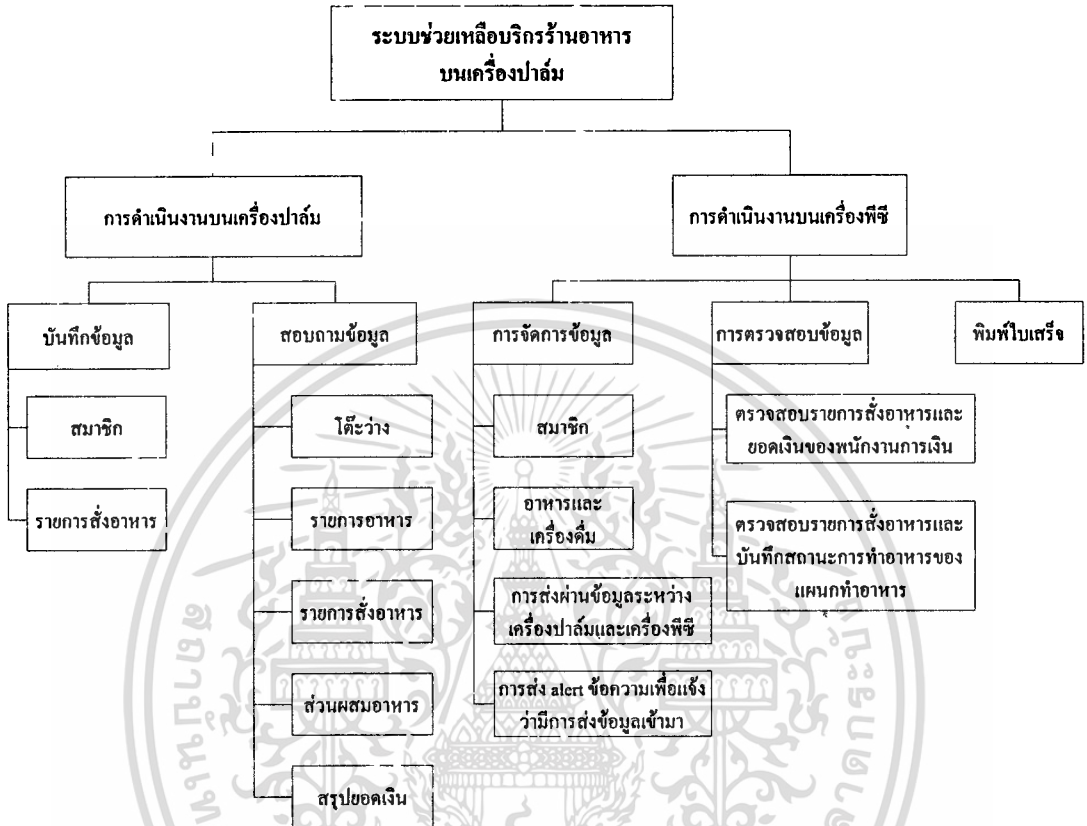 ระบบช่วยเหลือบริกรร้านอาหาร
บนเครื่องปาล์ม
การดำเนินงานบนเครื่องปาล์ม
การดำเนินงานบนเครื่องพีซี
บันทึกข้อมูล
สอบถามข้อมูล
การจัดการข้อมูล
การตรวจสอบข้อมูล
พิมพ์ใบเสร็จ
สมาชิก
รายการสั่งอาหาร
โต๊ะว่าง
รายการอาหาร
รายการสั่งอาหาร
ส่วนผสมอาหาร
สรุปยอดเงิน
สมาชิก
อาหารและ
เครื่องดื่ม
การส่งผ่านข้อมูลระหว่าง
เครื่องปาล์มและเครื่องพีซี
การส่ง alert ข้อความเพื่อแจ้ง
ว่ามีการส่งข้อมูลเข้ามา
ตรวจสอบรายการสั่งอาหารและ
ยอดเงินของพนักงานการเงิน
ตรวจสอบรายการสั่งอาหารและ
บันทึกสถานะการทำอาหารของ
แผนกทำอาหาร